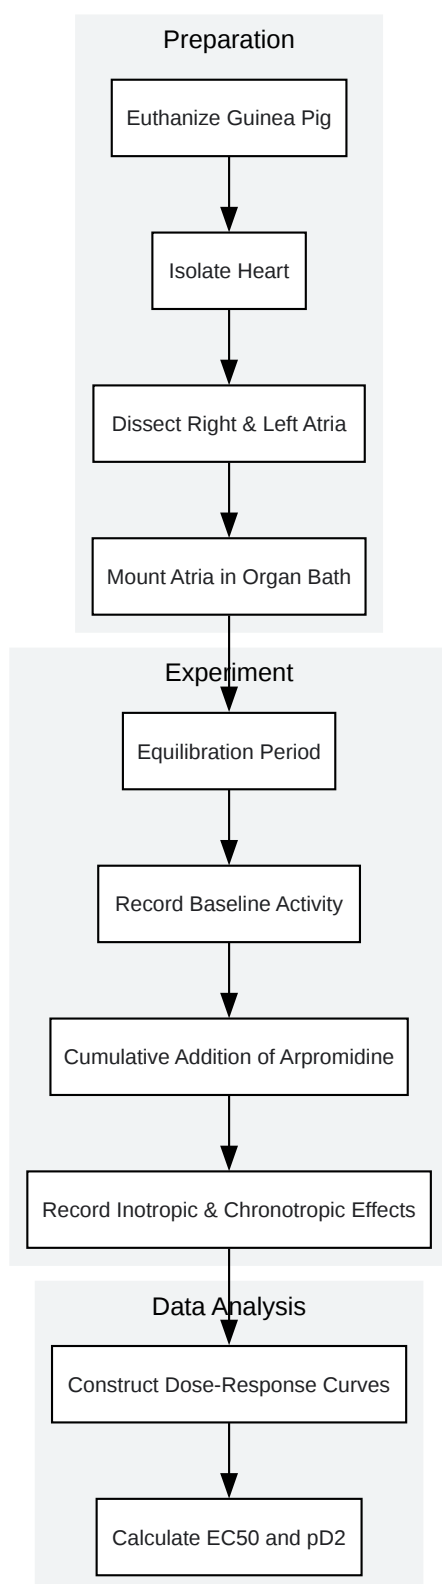 Preparation
Euthanize Guinea Pig
Isolate Heart
Dissect Right & Left Atria
Mount Atria in Organ Bath
Experiment
Equilibration Period
Record Baseline Activity
Cumulative Addition of Arpromidine
Record Inotropic & Chronotropic Effects
Data Analysis
Construct Dose-Response Curves
Calculate EC50 and pD2